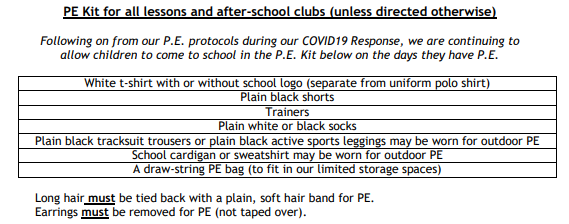 PE Kit for all lessons and after-school clubs (unless directed otherwise)
Following on from our P.E. protocols during our COVID19 Response, we are continuing to
allow children to come to school in the P.E. Kit below on the days they have P.E.
White t-shirt with or without school logo (separate from uniform polo shirt)
Plain black shorts
Trainers
Plain white or black socks
Plain black tracksuit trousers or plain black active sports leggings may be worn for outdoor PE
School cardigan or sweatshirt may be worn for outdoor PE
A draw-string PE bag (to fit in our limited storage spaces)
Long hair must be tied back with a plain, soft hair band for PE.
Earrings must be removed for PE (not taped over).